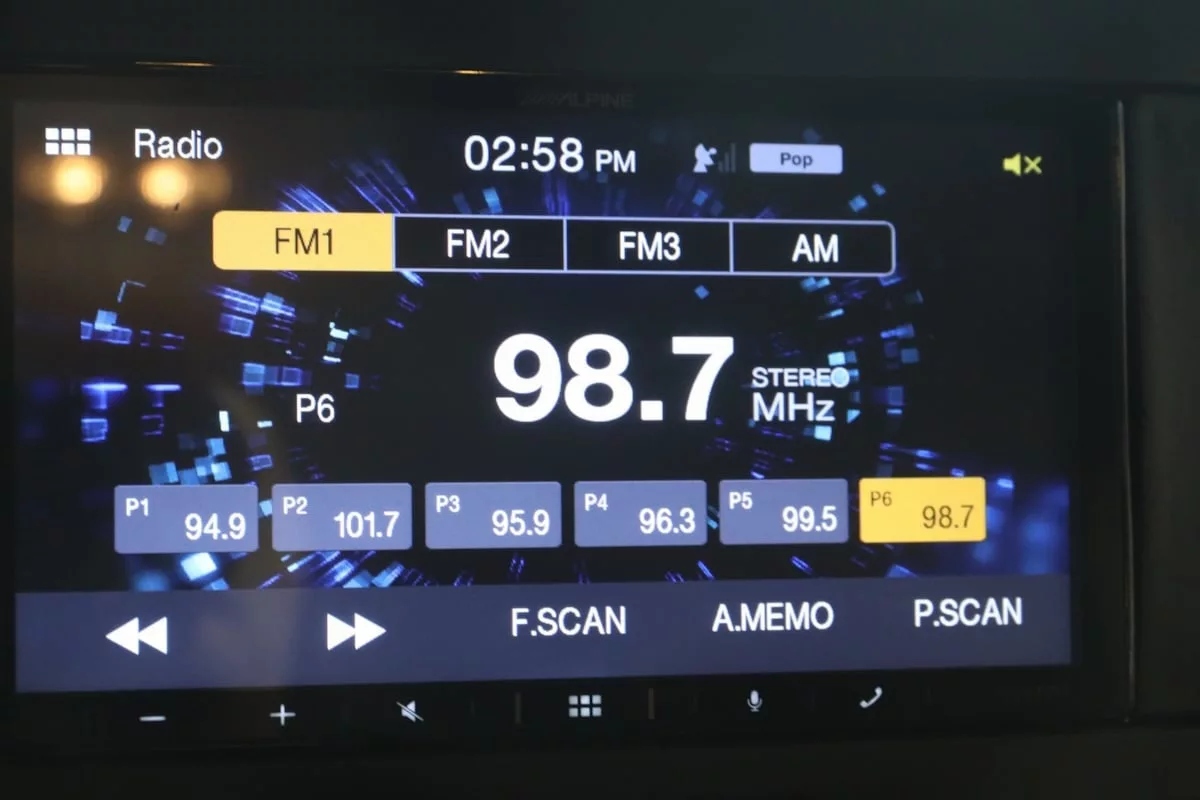 ALPINE
Radio 02:58 PM Pop
FM1 FM2 FM3 AM
P6 98.7 STEREO MHz
P1 94.9 P2 101.7 P3 95.9 P4 96.3 P5 99.5 P6 98.7
F.SCAN A.MEMO P.SCAN